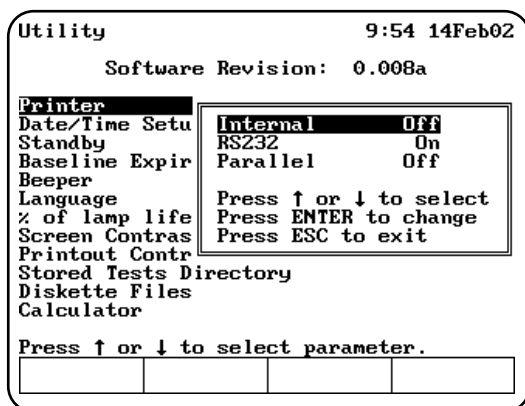 Utility 9:54 14Feb02
Software Revision: 0.008a
Printer
Date/Time Setu
Standby
Baseline Expir
Beeper
Language
% of lamp life
Screen Contras
Printout Contr
Stored Tests Directory
Diskette Files
Calculator
Internal Off
RS232 On
Parallel Off
Press ↑ or ↓ to select
Press ENTER to change
Press ESC to exit
Press ↑ or ↓ to select parameter.